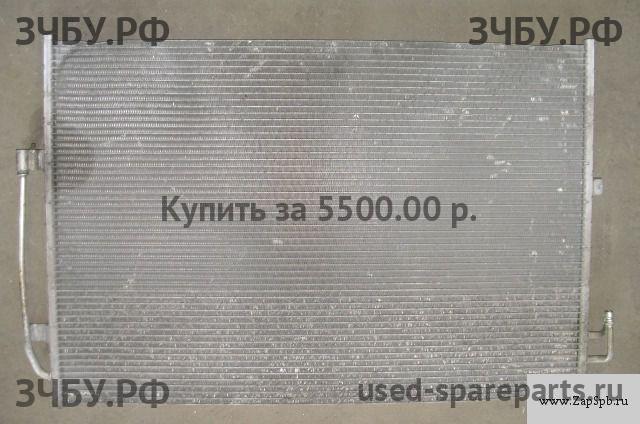 ЗЧБУ.РФ
ЗЧБУ.РФ
Купить за 5500.00 р.
ЗЧБУ.РФ
used-spareparts.ru
www.ZapSpb.ru